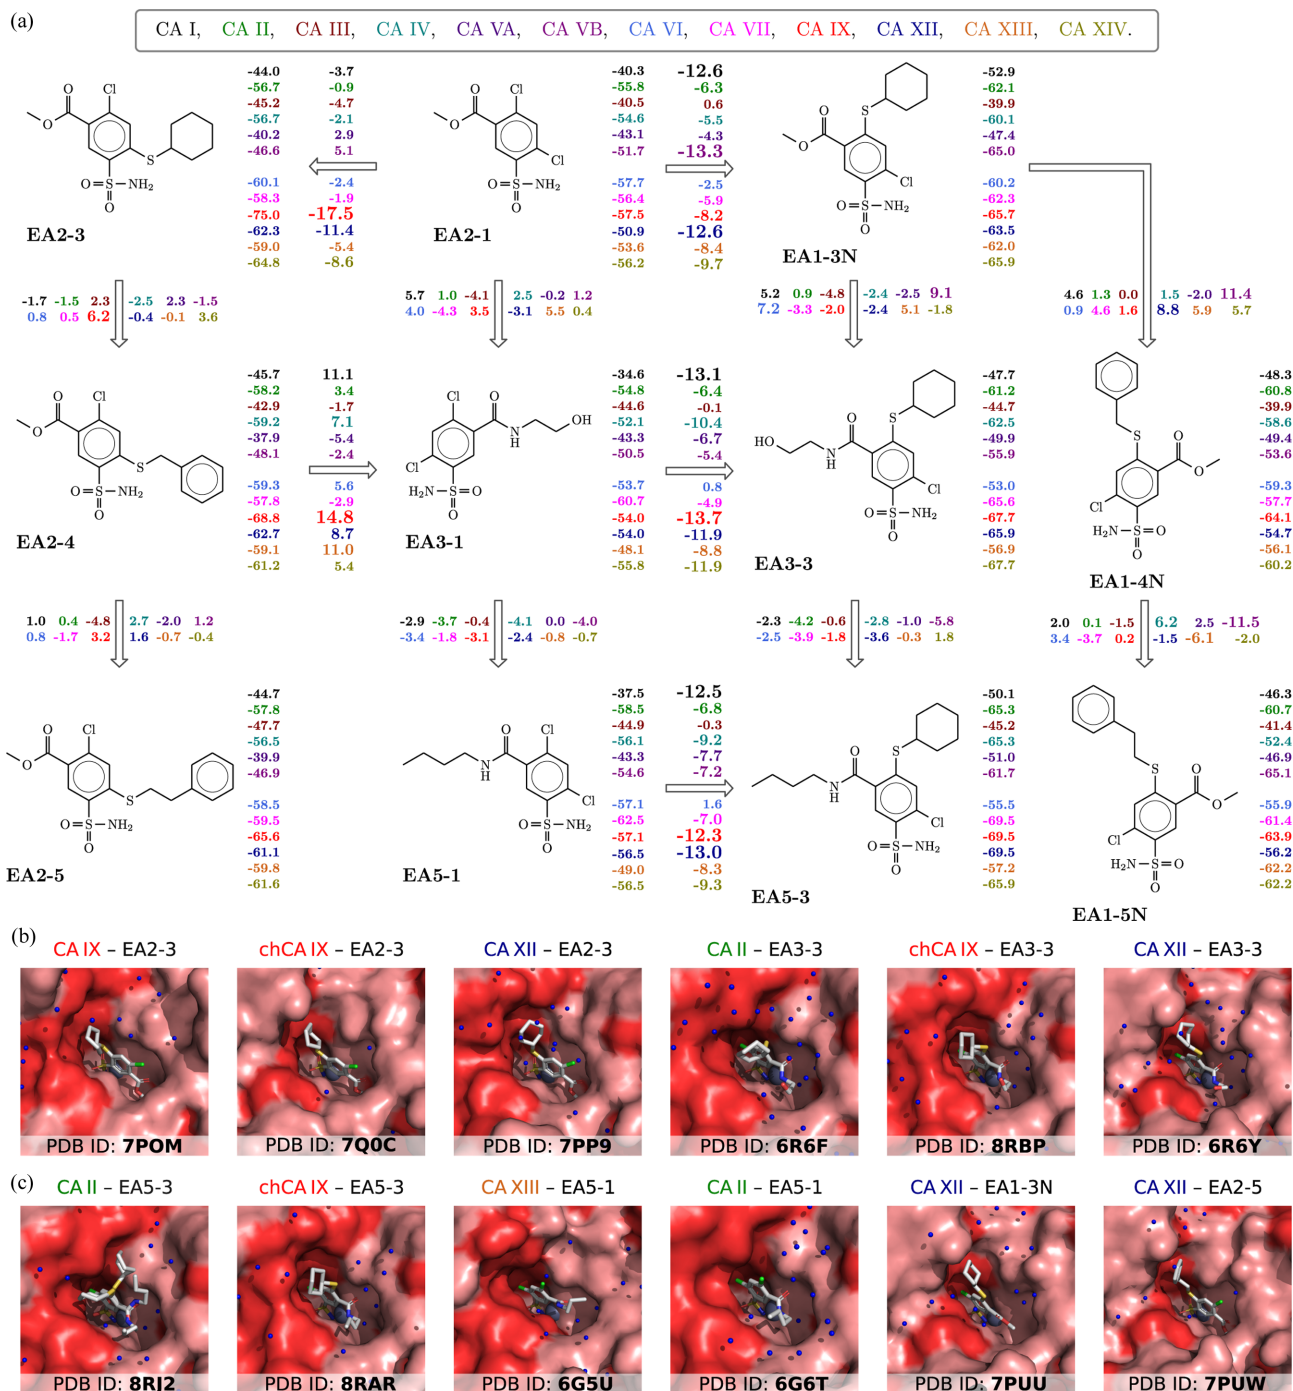 (a)
CA I, CA II, CA III, CA IV, CA VA, CA VB, CA VI, CA VII, CA IX, CA XII, CA XIII, CA XIV.
-44.0 -3.7
-56.7 -0.9
-45.2 -4.7
-56.7 -2.1
-40.2 2.9
-46.6 5.1
-60.1 -2.4
-58.3 -1.9
-75.0 -17.5
-62.3 -11.4
-59.0 -5.4
-64.8 -8.6
O O Cl S O=S-NH₂ O
EA2-3
-40.3 -12.6
-55.8 -6.3
-40.5 0.6
-54.6 -5.5
-43.1 -4.3
-51.7 -13.3
-57.7 -2.5
-56.4 -5.9
-57.5 -8.2
-50.9 -12.6
-53.6 -8.4
-56.2 -9.7
O O Cl Cl O=S-NH₂ O
EA2-1
-52.9
-62.1
-39.9
-60.1
-47.4
-65.0
-60.2
-62.3
-65.7
-63.5
-62.0
-65.9
O O S Cl O=S-NH₂ O
EA1-3N
-1.7 -1.5 2.3 -2.5 2.3 -1.5
0.8 0.5 6.2 -0.4 -0.1 3.6
5.7 1.0 -4.1 2.5 -0.2 1.2
4.0 -4.3 3.5 -3.1 5.5 0.4
5.2 0.9 -4.8 -2.4 -2.5 9.1
7.2 -3.3 -2.0 -2.4 5.1 -1.8
4.6 1.3 0.0 1.5 -2.0 11.4
0.9 4.6 1.6 8.8 5.9 5.7
-45.7 11.1
-58.2 3.4
-42.9 -1.7
-59.2 7.1
-37.9 -5.4
-48.1 -2.4
-59.3 5.6
-57.8 -2.9
-68.8 14.8
-62.7 8.7
-59.1 11.0
-61.2 5.4
O O Cl S O=S-NH₂ O
EA2-4
-34.6 -13.1
-54.8 -6.4
-44.6 -0.1
-52.1 -10.4
-43.3 -6.7
-50.5 -5.4
-53.7 0.8
-60.7 -4.9
-54.0 -13.7
-54.0 -11.9
-48.1 -8.8
-55.8 -11.9
Cl O N H OH Cl H₂N-S=O O
EA3-1
-47.7
-61.2
-44.7
-62.5
-49.9
-55.9
-53.0
-65.6
-67.7
-65.9
-56.9
-67.7
HO N H O S Cl O=S-NH₂ O
EA3-3
-48.3
-60.8
-39.9
-58.6
-49.4
-53.6
-59.3
-57.7
-64.1
-54.7
-56.1
-60.2
S O O Cl H₂N-S=O O
EA1-4N
1.0 0.4 -4.8 2.7 -2.0 1.2
0.8 -1.7 3.2 1.6 -0.7 -0.4
-2.9 -3.7 -0.4 -4.1 0.0 -4.0
-3.4 -1.8 -3.1 -2.4 -0.8 -0.7
-2.3 -4.2 -0.6 -2.8 -1.0 -5.8
-2.5 -3.9 -1.8 -3.6 -0.3 1.8
2.0 0.1 -1.5 6.2 2.5 -11.5
3.4 -3.7 0.2 -1.5 -6.1 -2.0
-44.7
-57.8
-47.7
-56.5
-39.9
-46.9
-58.5
-59.5
-65.6
-61.1
-59.8
-61.6
O O Cl S O=S-NH₂ O
EA2-5
-37.5 -12.5
-58.5 -6.8
-44.9 -0.3
-56.1 -9.2
-43.3 -7.7
-54.6 -7.2
-57.1 1.6
-62.5 -7.0
-57.1 -12.3
-56.5 -13.0
-49.0 -8.3
-56.5 -9.3
N H O Cl Cl O=S-NH₂ O
EA5-1
-50.1
-65.3
-45.2
-65.3
-51.0
-61.7
-55.5
-69.5
-69.5
-69.5
-57.2
-65.9
N H O S Cl O=S-NH₂ O
EA5-3
-46.3
-60.7
-41.4
-52.4
-46.9
-65.1
-55.9
-61.4
-63.9
-56.2
-62.2
-62.2
S O O Cl H₂N-S=O O
EA1-5N
(b)
CA IX – EA2-3 chCA IX – EA2-3 CA XII – EA2-3 CA II – EA3-3 chCA IX – EA3-3 CA XII – EA3-3
PDB ID: 7POM PDB ID: 7Q0C PDB ID: 7PP9 PDB ID: 6R6F PDB ID: 8RBP PDB ID: 6R6Y
(c)
CA II – EA5-3 chCA IX – EA5-3 CA XIII – EA5-1 CA II – EA5-1 CA XII – EA1-3N CA XII – EA2-5
PDB ID: 8RJ2 PDB ID: 8RAR PDB ID: 6G5U PDB ID: 6G6T PDB ID: 7PUU PDB ID: 7PUW